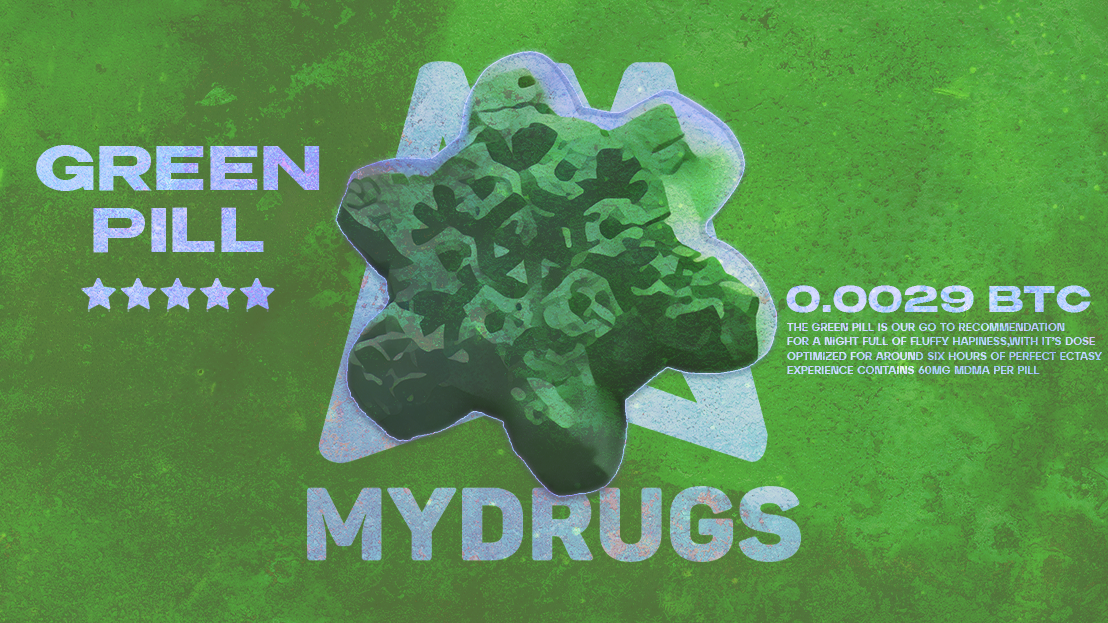 GREEN
PILL
0.0029 BTC
THE GREEN PILL IS OUR GO TO RECOMMENDATION
FOR A NIGHT FULL OF FLUFFY HAPINESS,WITH IT'S DOSE
OPTIMIZED FOR AROUND SIX HOURS OF PERFECT ECTASY
EXPERIENCE CONTAINS 60MG MDMA PER PILL
MYDRUGS